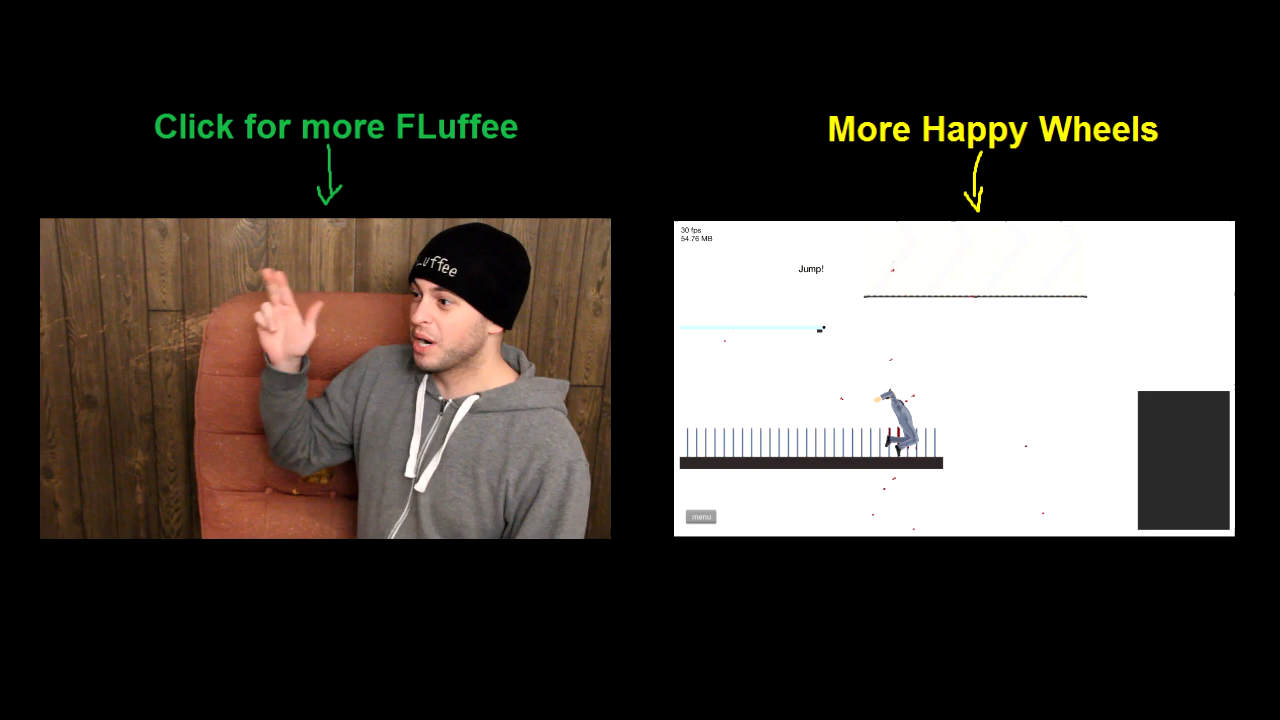 Click for more FLuffee
More Happy Wheels
uffee
30 fps
54.76 MB
Jump!
menu